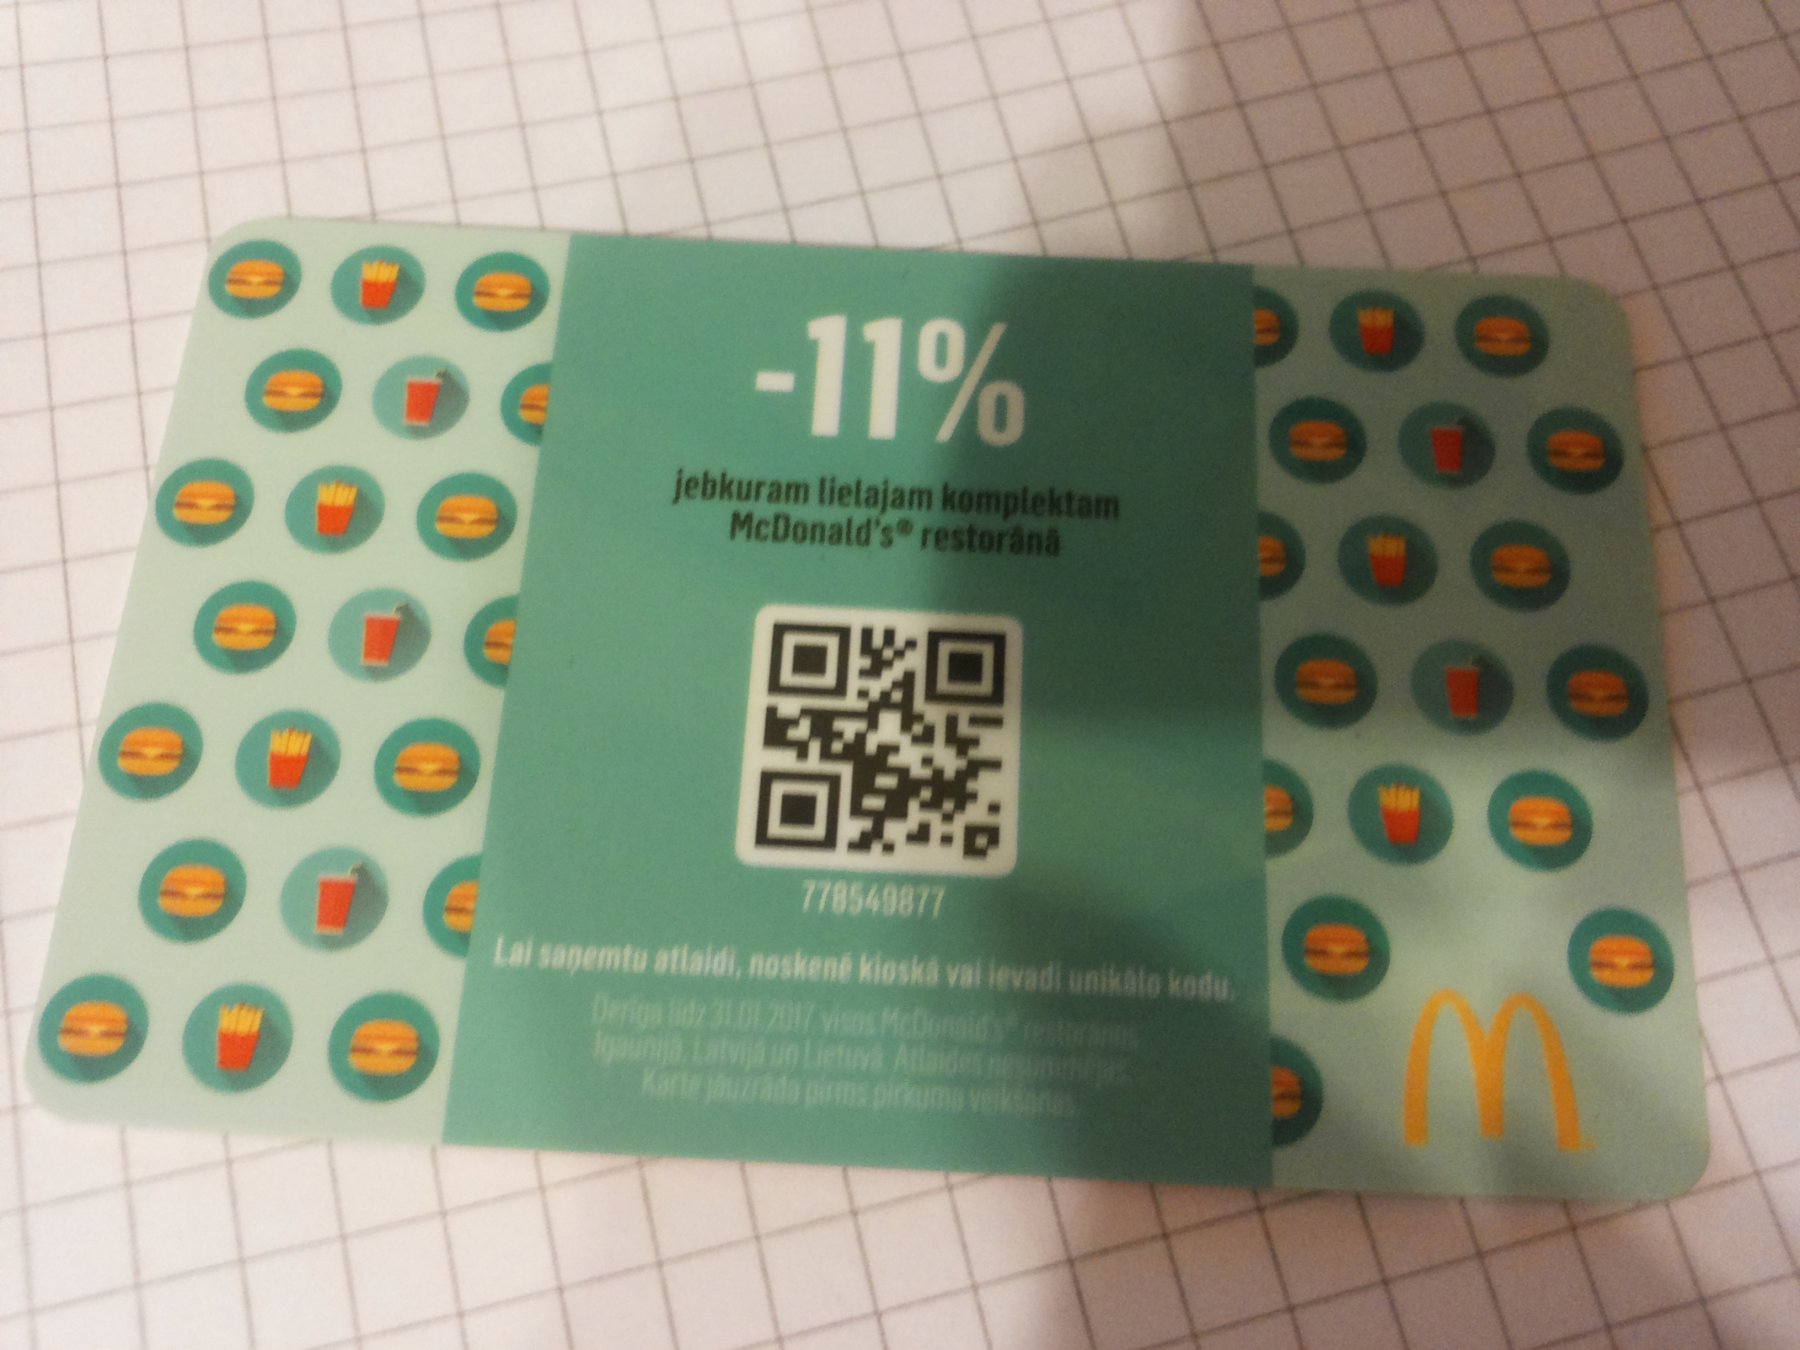 -11%
jebkuram lielajam komplektam
McDonald's® restorānā
778549877
Lai saņemtu atlaidi, noskenē kioskā vai ievadi unikālo kodu.
Derīga līdz 31.01.2017. visos McDonald's® restorānos
Igaunijā, Latvijā un Lietuvā. Atlaides nesummējas.
Karte jāuzrāda pirms pirkuma veikšanas.